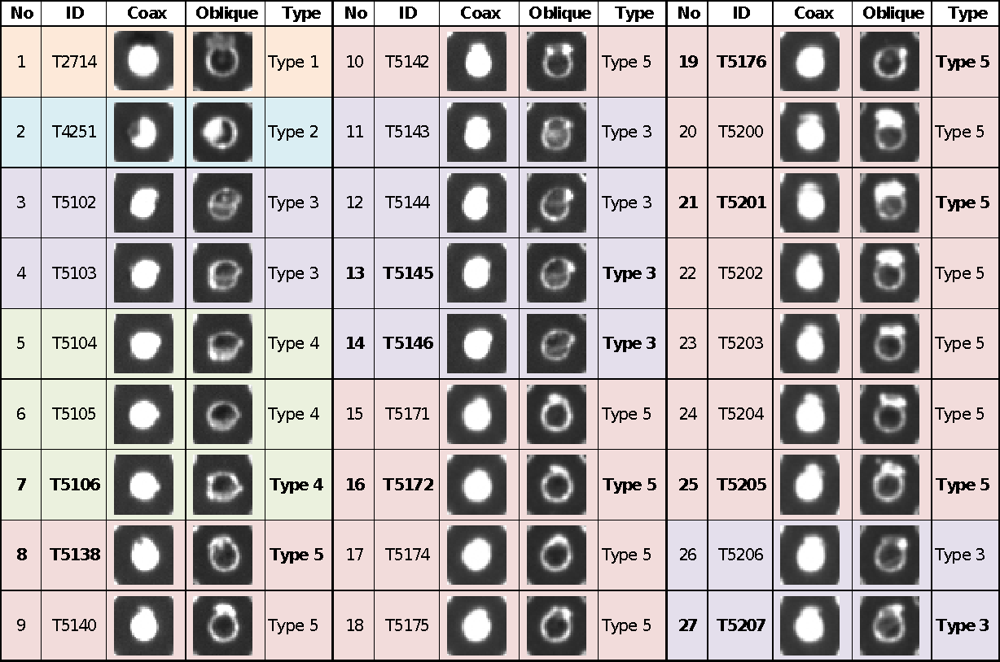 No ID Coax Oblique Type No ID Coax Oblique Type No ID Coax Oblique Type
1 T2714 Type 1 10 T5142 Type 5 19 T5176 Type 5
2 T4251 Type 2 11 T5143 Type 3 20 T5200 Type 5
3 T5102 Type 3 12 T5144 Type 3 21 T5201 Type 5
4 T5103 Type 3 13 T5145 Type 3 22 T5202 Type 5
5 T5104 Type 4 14 T5146 Type 3 23 T5203 Type 5
6 T5105 Type 4 15 T5171 Type 5 24 T5204 Type 5
7 T5106 Type 4 16 T5172 Type 5 25 T5205 Type 5
8 T5138 Type 5 17 T5174 Type 5 26 T5206 Type 3
9 T5140 Type 5 18 T5175 Type 5 27 T5207 Type 3